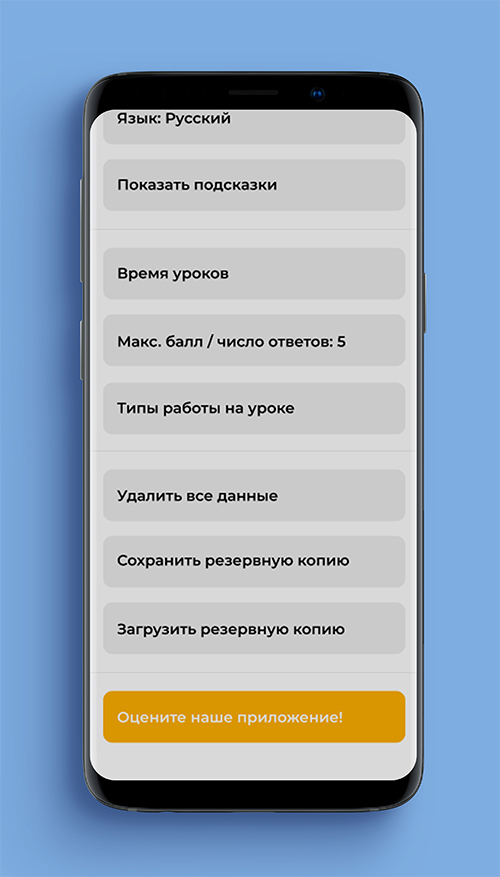 Язык: Русский
Показать подсказки
Время уроков
Макс. балл / число ответов: 5
Типы работы на уроке
Удалить все данные
Сохранить резервную копию
Загрузить резервную копию
Оцените наше приложение!